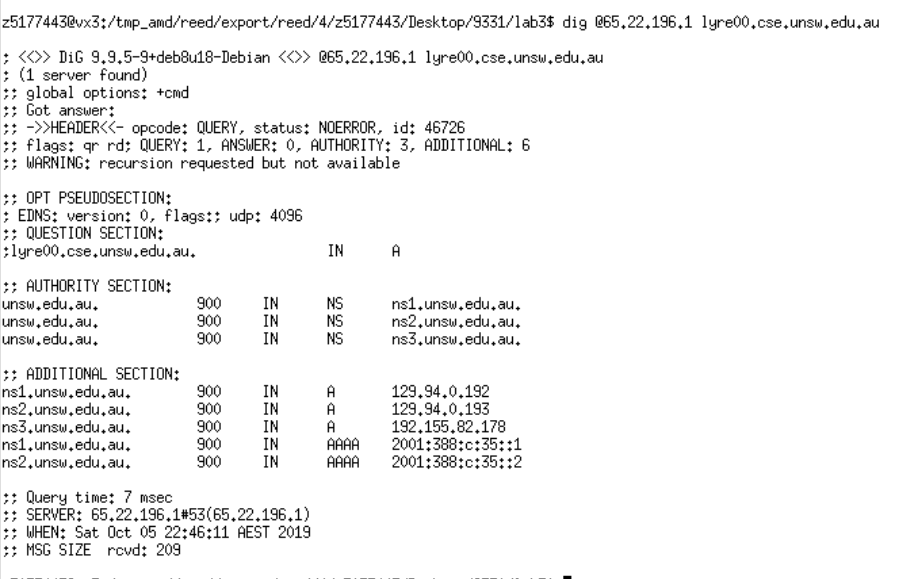 z5177443@vx3:/tmp_amd/reed/export/reed/4/z5177443/Desktop/9331/lab3$ dig @65.22.196.1 lyre00.cse.unsw.edu.au
; <<>> DiG 9.9.5-9+deb8u18-Debian <<>> @65.22.196.1 lyre00.cse.unsw.edu.au
; (1 server found)
;; global options: +cmd
;; Got answer:
;; ->>HEADER<<- opcode: QUERY, status: NOERROR, id: 46726
;; flags: qr rd; QUERY: 1, ANSWER: 0, AUTHORITY: 3, ADDITIONAL: 6
;; WARNING: recursion requested but not available
;; OPT PSEUDOSECTION:
; EDNS: version: 0, flags:; udp: 4096
;; QUESTION SECTION:
;lyre00.cse.unsw.edu.au. IN A
;; AUTHORITY SECTION:
unsw.edu.au. 900 IN NS ns1.unsw.edu.au.
unsw.edu.au. 900 IN NS ns2.unsw.edu.au.
unsw.edu.au. 900 IN NS ns3.unsw.edu.au.
;; ADDITIONAL SECTION:
ns1.unsw.edu.au. 900 IN A 129.94.0.192
ns2.unsw.edu.au. 900 IN A 129.94.0.193
ns3.unsw.edu.au. 900 IN A 192.155.82.178
ns1.unsw.edu.au. 900 IN AAAA 2001:388:c:35::1
ns2.unsw.edu.au. 900 IN AAAA 2001:388:c:35::2
;; Query time: 7 msec
;; SERVER: 65.22.196.1#53(65.22.196.1)
;; WHEN: Sat Oct 05 22:46:11 AEST 2019
;; MSG SIZE rcvd: 209